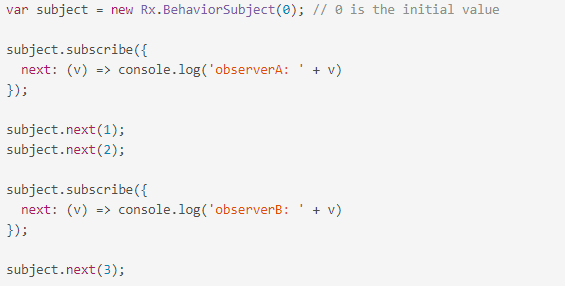 var subject = new Rx.BehaviorSubject(0); // 0 is the initial value
subject.subscribe({
  next: (v) => console.log('observerA: ' + v)
});
subject.next(1);
subject.next(2);
subject.subscribe({
  next: (v) => console.log('observerB: ' + v)
});
subject.next(3);